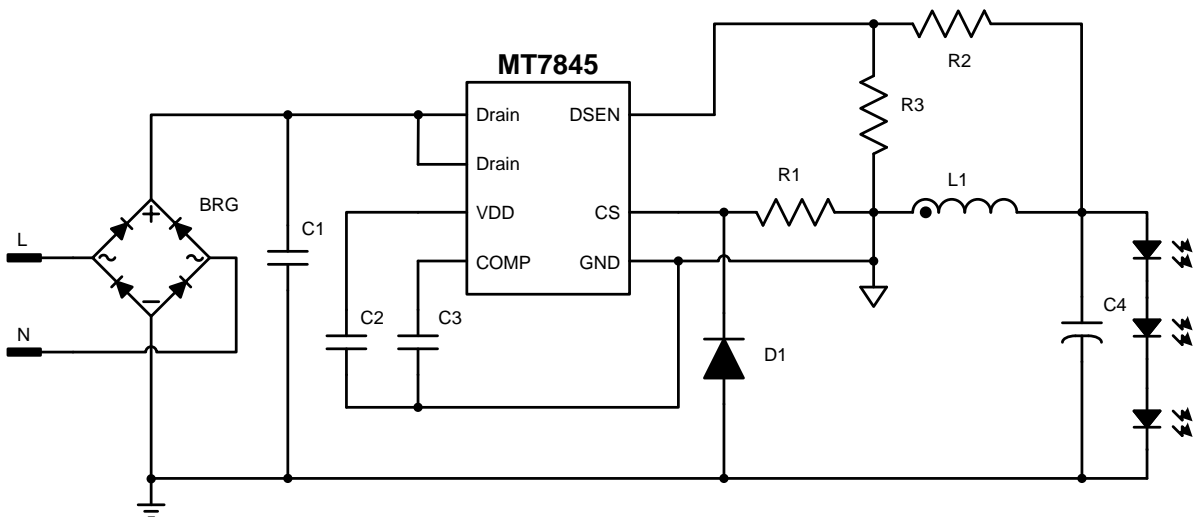 MT7845
Drain
DSEN
Drain
VDD
CS
COMP
GND
R2
R3
R1
L1
BRG
L
N
C1
C2
C3
D1
C4